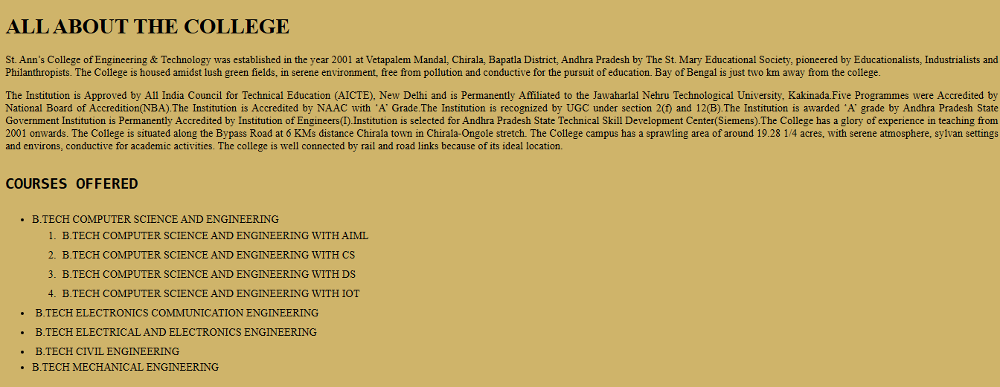 ALL ABOUT THE COLLEGE
St. Ann’s College of Engineering & Technology was established in the year 2001 at Vetapalem Mandal, Chirala, Bapatla District, Andhra Pradesh by The St. Mary Educational Society, pioneered by Educationalists, Industrialists and
Philanthropists. The College is housed amidst lush green fields, in serene environment, free from pollution and conductive for the pursuit of education. Bay of Bengal is just two km away from the college.
The Institution is Approved by All India Council for Technical Education (AICTE), New Delhi and is Permanently Affiliated to the Jawaharlal Nehru Technological University, Kakinada.Five Programmes were Accredited by
National Board of Accredition(NBA).The Institution is Accredited by NAAC with ‘A’ Grade.The Institution is recognized by UGC under section 2(f) and 12(B).The Institution is awarded ‘A’ grade by Andhra Pradesh State
Government Institution is Permanently Accredited by Institution of Engineers(I).Institution is selected for Andhra Pradesh State Technical Skill Development Center(Siemens).The College has a glory of experience in teaching from
2001 onwards. The College is situated along the Bypass Road at 6 KMs distance Chirala town in Chirala-Ongole stretch. The College campus has a sprawling area of around 19.28 1/4 acres, with serene atmosphere, sylvan settings
and environs, conductive for academic activities. The college is well connected by rail and road links because of its ideal location.
COURSES OFFERED
• B.TECH COMPUTER SCIENCE AND ENGINEERING
1. B.TECH COMPUTER SCIENCE AND ENGINEERING WITH AIML
2. B.TECH COMPUTER SCIENCE AND ENGINEERING WITH CS
3. B.TECH COMPUTER SCIENCE AND ENGINEERING WITH DS
4. B.TECH COMPUTER SCIENCE AND ENGINEERING WITH IOT
• B.TECH ELECTRONICS COMMUNICATION ENGINEERING
• B.TECH ELECTRICAL AND ELECTRONICS ENGINEERING
• B.TECH CIVIL ENGINEERING
• B.TECH MECHANICAL ENGINEERING